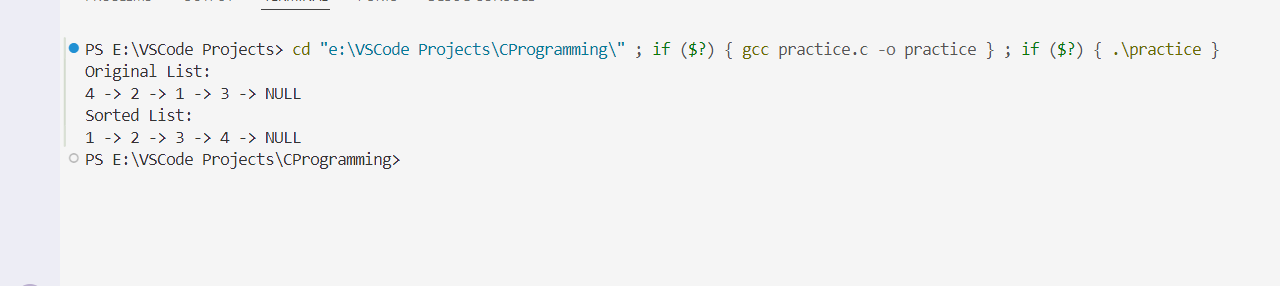 TERMINAL
PS E:\VSCode Projects> cd "e:\VSCode Projects\CProgramming\" ; if ($?) { gcc practice.c -o practice } ; if ($?) { .\practice }
Original List:
4 -> 2 -> 1 -> 3 -> NULL
Sorted List:
1 -> 2 -> 3 -> 4 -> NULL
PS E:\VSCode Projects\CProgramming>